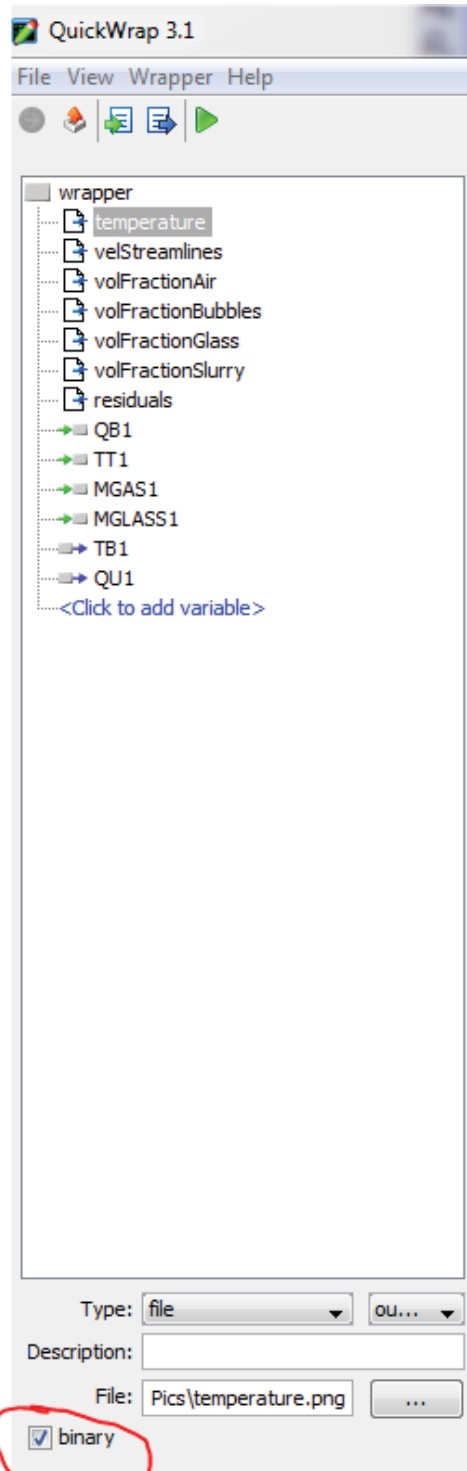 QuickWrap 3.1
File View Wrapper Help
wrapper
temperature
velStreamlines
volFractionAir
volFractionBubbles
volFractionGlass
volFractionSlurry
residuals
QB1
TT1
MGAS1
MGLASS1
TB1
QU1
<Click to add variable>
Type: file ou...
Description:
File: Pics\temperature.png ...
binary